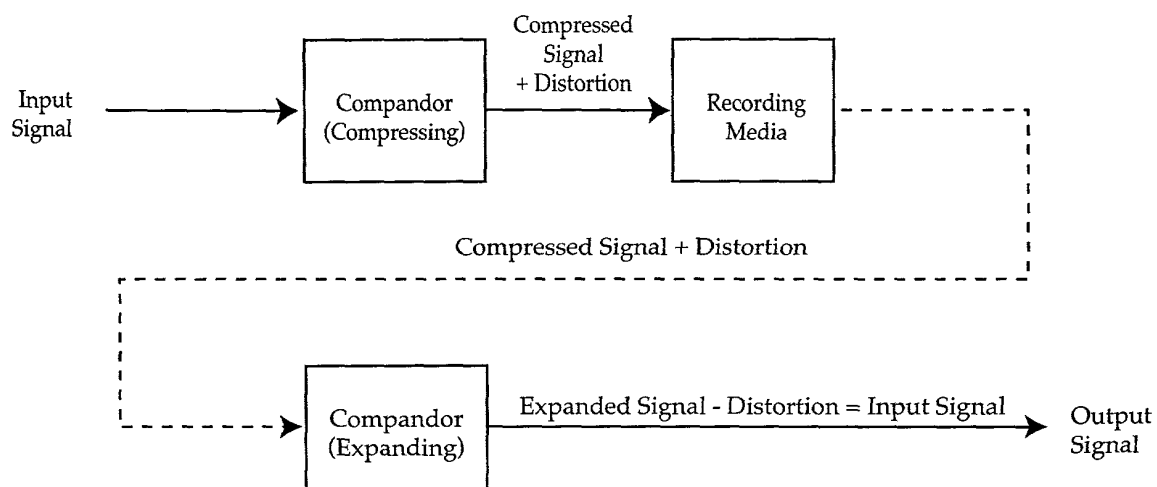 Input
Signal
Compandor
(Compressing)
Compressed
Signal
+ Distortion
Recording
Media
Compressed Signal + Distortion
Compandor
(Expanding)
Expanded Signal - Distortion = Input Signal
Output
Signal